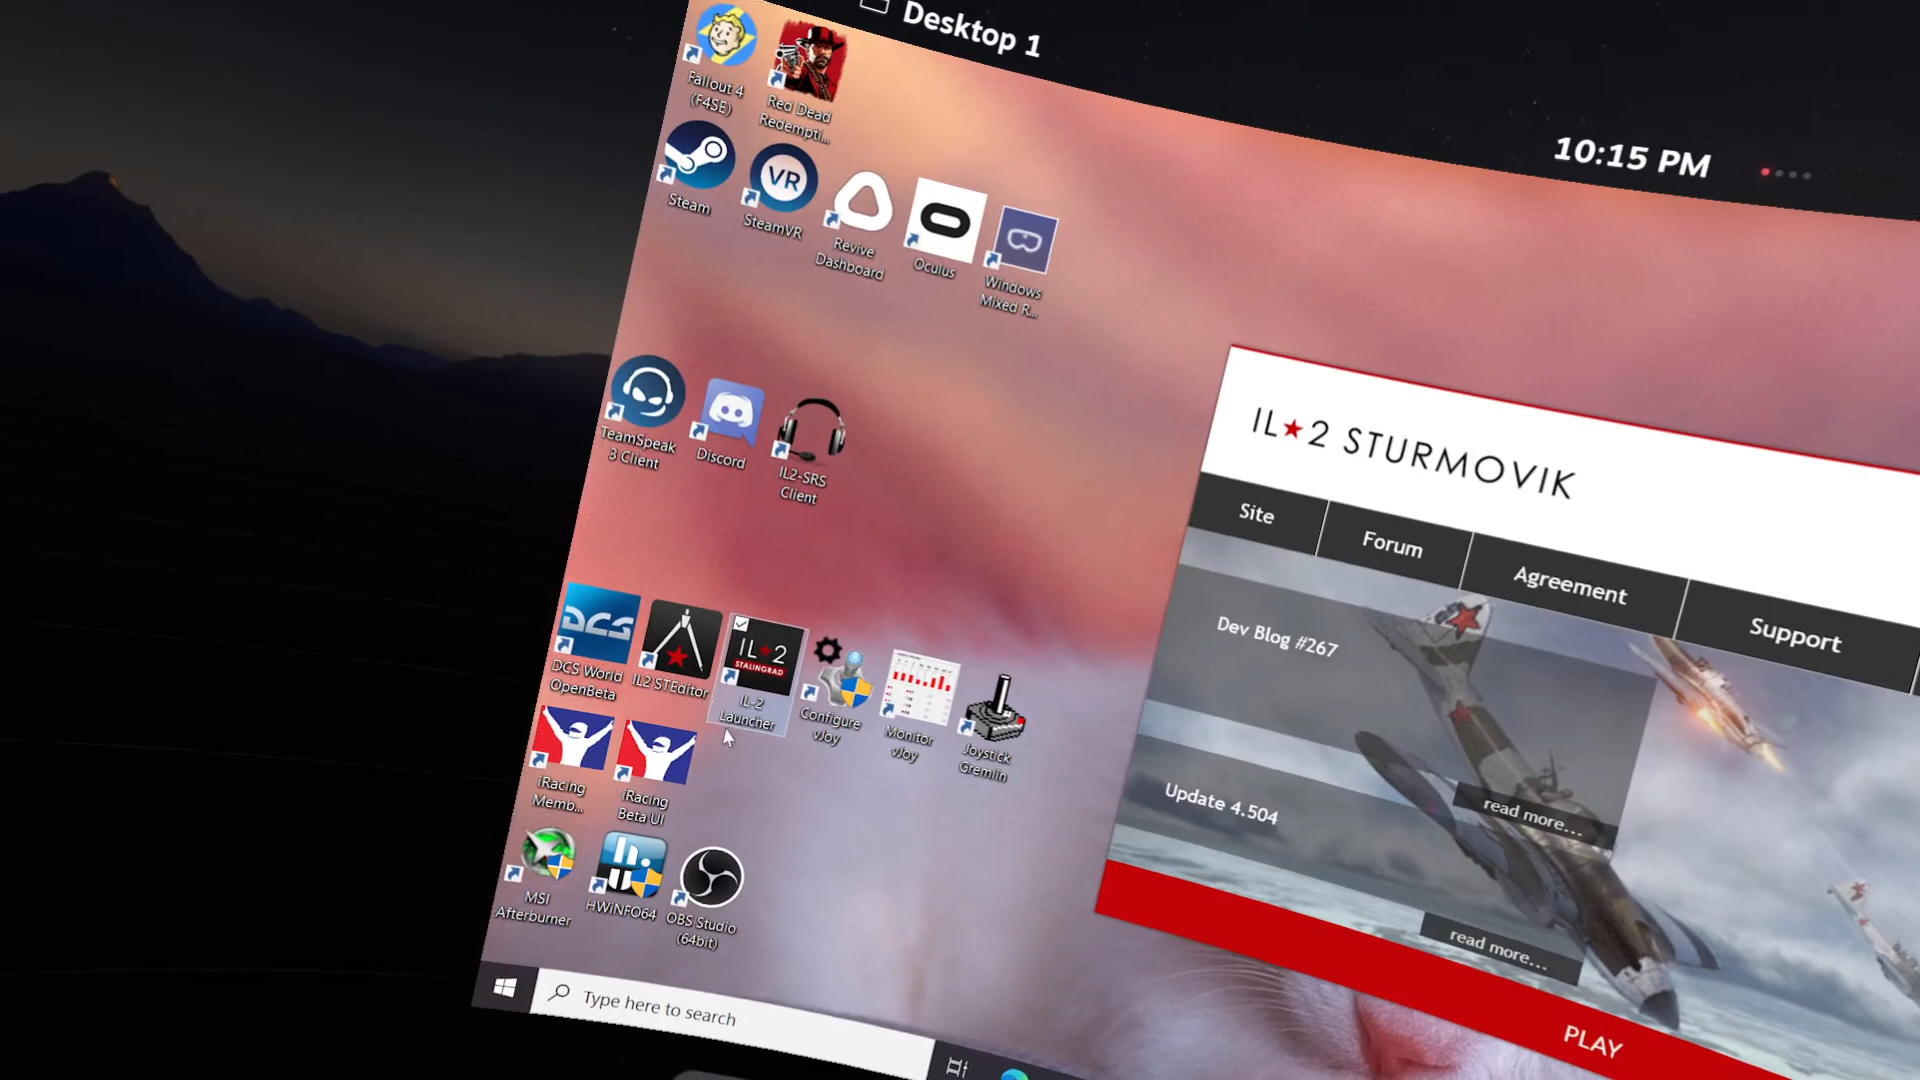 Desktop 1
10:15 PM
Fallout 4
(F4SE)
Red Dead
Redempti...
Steam
VR
SteamVR
Revive
Dashboard
Oculus
Windows
Mixed R...
TeamSpeak
3 Client
Discord
IL2-SRS
Client
IL★2 STURMOVIK
Site
Forum
Agreement
Support
Dev Blog #267
read more...
Update 4.504
read more...
PLAY
DCS
DCS World
OpenBeta
IL2 STEditor
IL★2
STALINGRAD
IL-2
Launcher
Configure
vJoy
Monitor
vJoy
Joystick
Gremlin
iRacing
Memb...
iRacing
Beta UI
MSI
Afterburner
HWiNFO64
OBS Studio
(64bit)
Type here to search